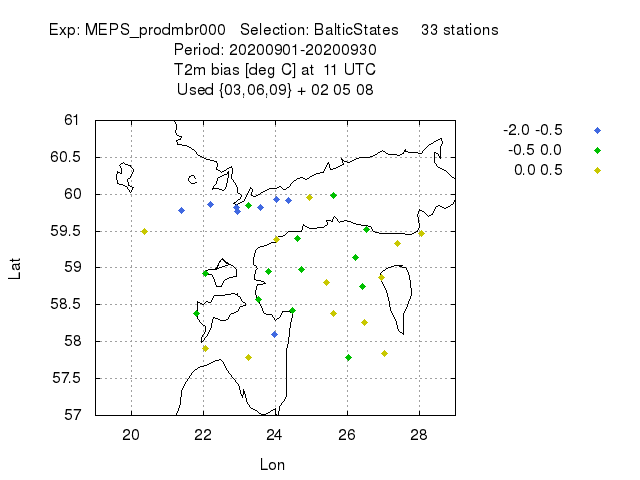 Exp: MEPS_prodmbr000 Selection: BalticStates 33 stations
Period: 20200901-20200930
T2m bias [deg C] at 11 UTC
Used {03,06,09} + 02 05 08
-2.0 -0.5
-0.5 0.0
0.0 0.5
61
60.5
60
59.5
59
58.5
58
57.5
57
Lat
20 22 24 26 28
Lon